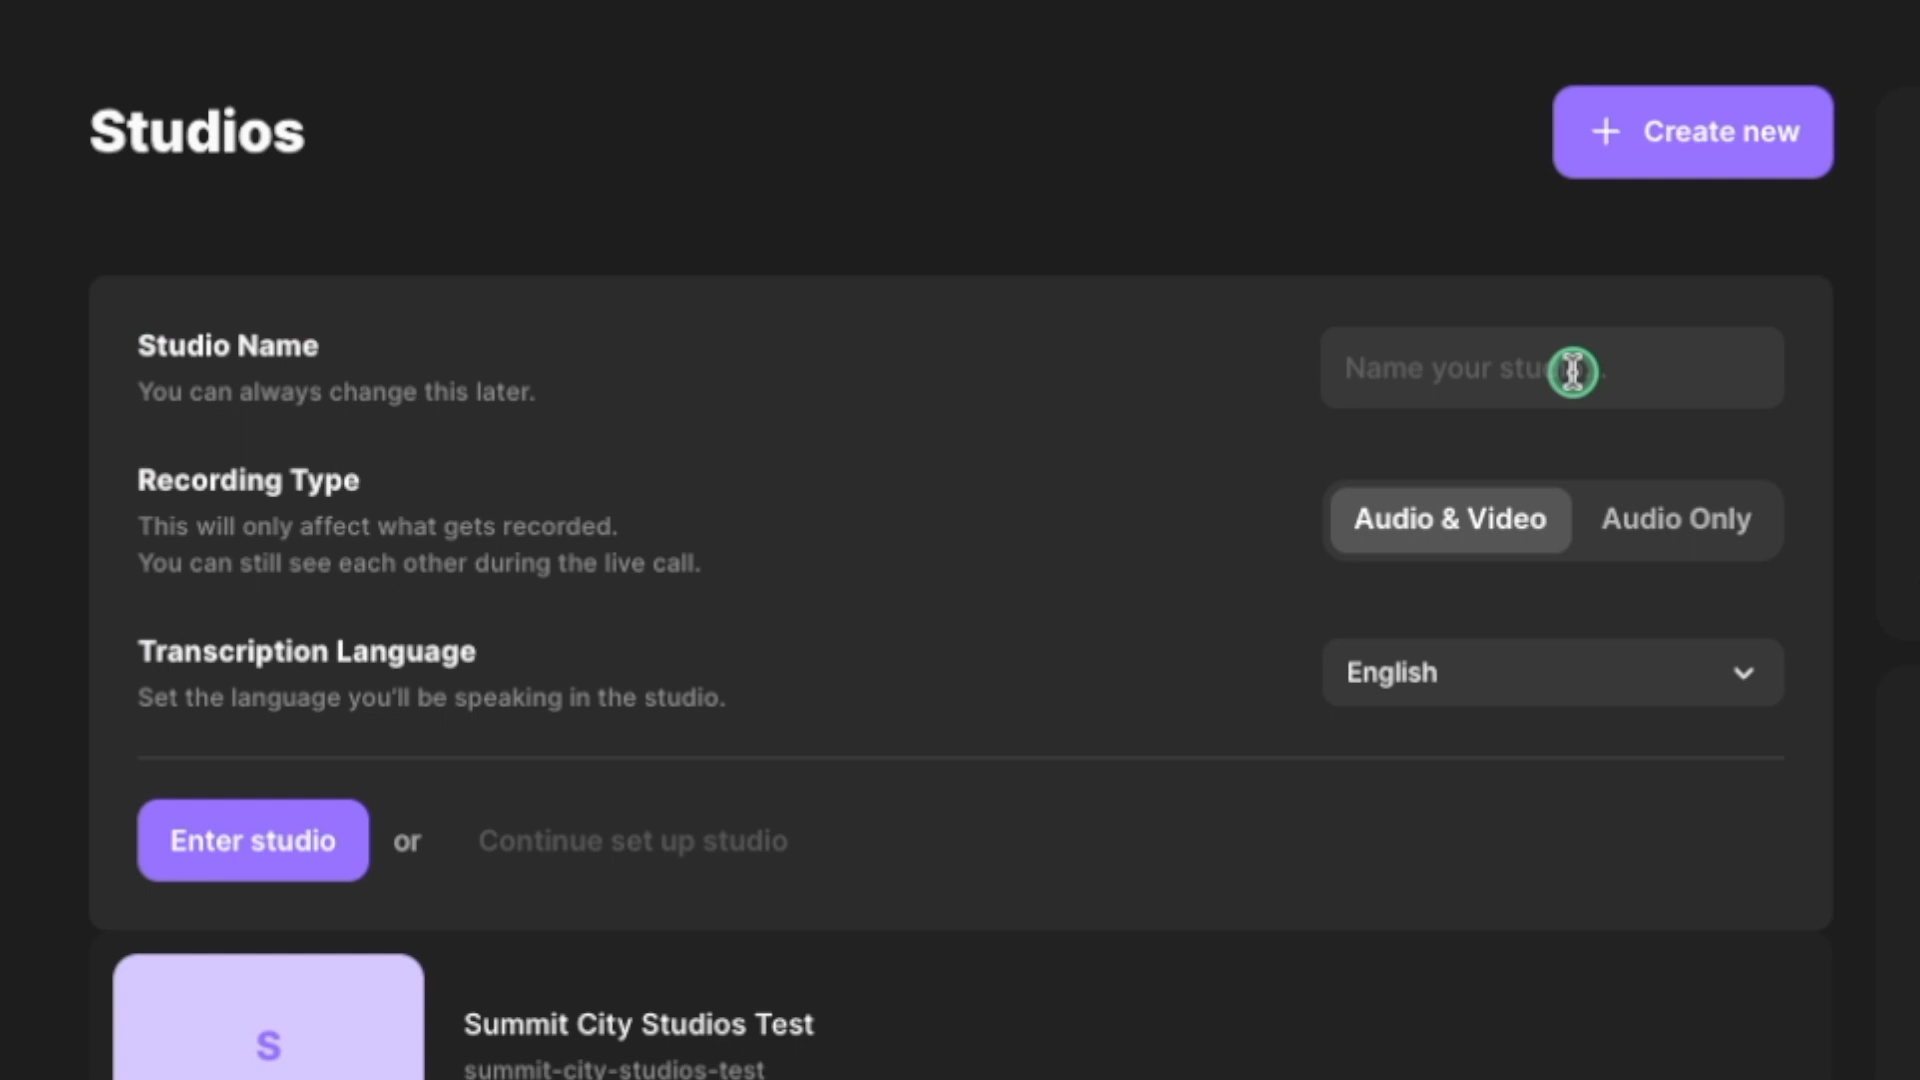 Studios
+ Create new
Studio Name
You can always change this later.
Name your
Recording Type
This will only affect what gets recorded.
You can still see each other during the live call.
Audio & Video
Audio Only
Transcription Language
Set the language you'll be speaking in the studio.
English
Enter studio
or
Continue set up studio
S
Summit City Studios Test
summit-city-studios-test